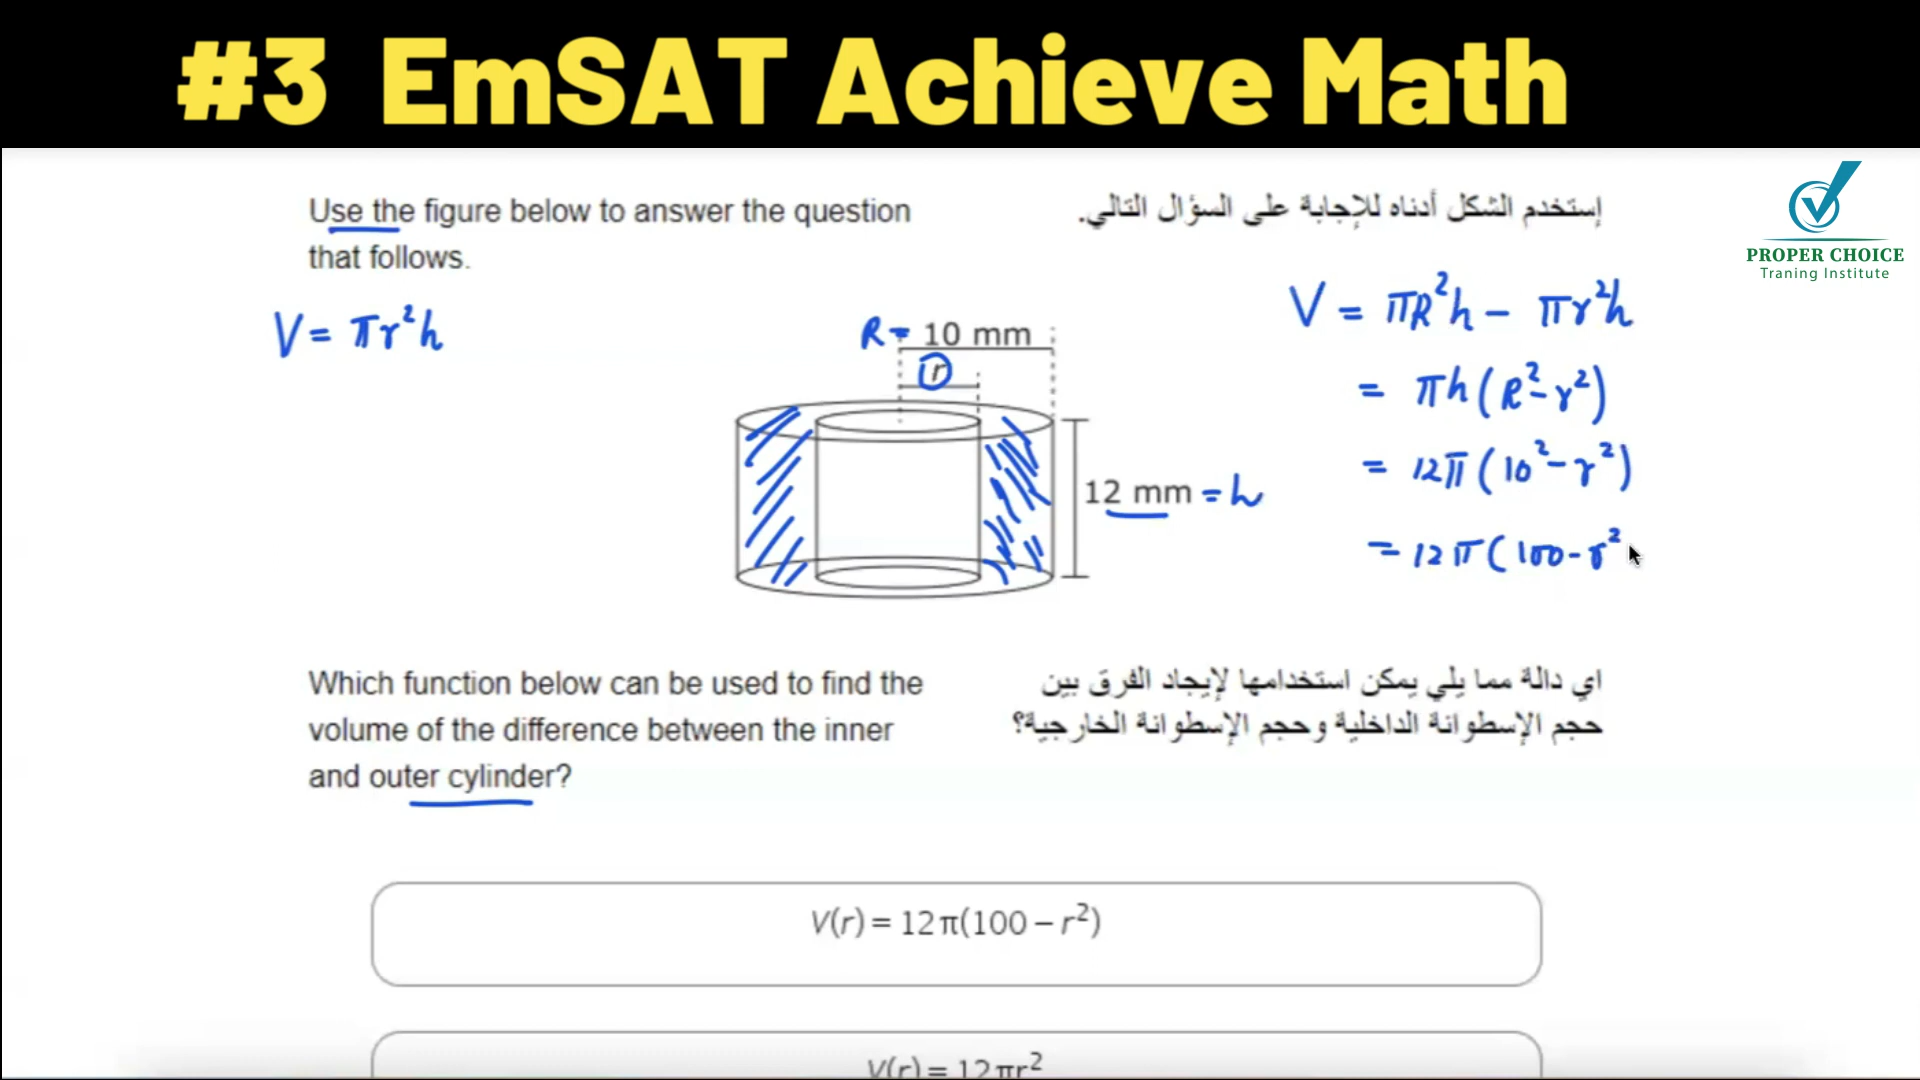 #3 EmSAT Achieve Math
PROPER CHOICE
Traning Institute
Use the figure below to answer the question
that follows.
إستخدم الشكل أدناه للإجابة على السؤال التالي.
V = πr²h
R = 10 mm
r
12 mm = h
V = πR²h – πr²h
= πh(R²-r²)
= 12π(10²-r²)
= 12π(100-r²
Which function below can be used to find the
volume of the difference between the inner
and outer cylinder?
اي دالة مما يلي يمكن استخدامها لإيجاد الفرق بين
حجم الإسطوانة الداخلية وحجم الإسطوانة الخارجية؟
V(r) = 12π(100 – r²)
V(r) = 12πr²